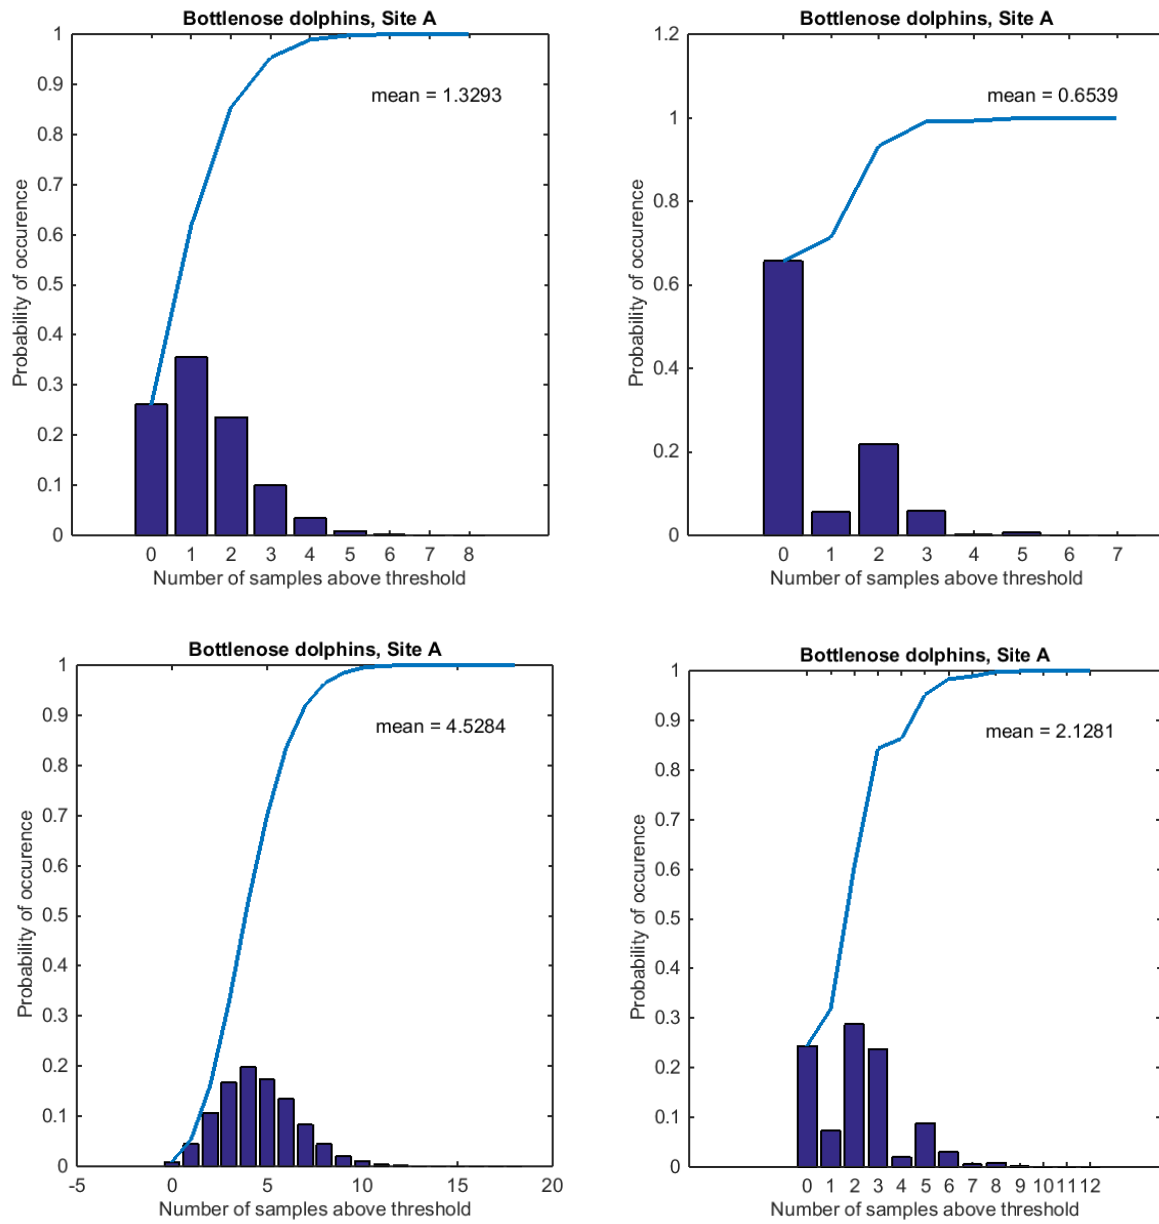 Bottlenose dolphins, Site A
1
0.9
0.8
0.7
0.6
0.5
0.4
0.3
0.2
0.1
0
mean = 1.3293
Probability of occurence
0 1 2 3 4 5 6 7 8
Number of samples above threshold
Bottlenose dolphins, Site A
1.2
1
0.8
0.6
0.4
0.2
0
mean = 0.6539
Probability of occurence
0 1 2 3 4 5 6 7
Number of samples above threshold
Bottlenose dolphins, Site A
1
0.9
0.8
0.7
0.6
0.5
0.4
0.3
0.2
0.1
0
mean = 4.5284
Probability of occurence
-5 0 5 10 15 20
Number of samples above threshold
Bottlenose dolphins, Site A
1
0.9
0.8
0.7
0.6
0.5
0.4
0.3
0.2
0.1
0
mean = 2.1281
Probability of occurence
0 1 2 3 4 5 6 7 8 9 10 11 12
Number of samples above threshold